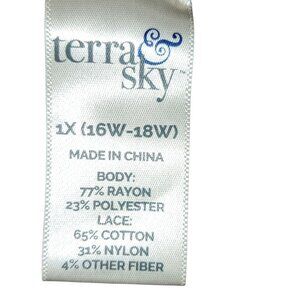 terra &
sky™
1X (16W-18W)
MADE IN CHINA
BODY:
77% RAYON
23% POLYESTER
LACE:
65% COTTON
31% NYLON
4% OTHER FIBER